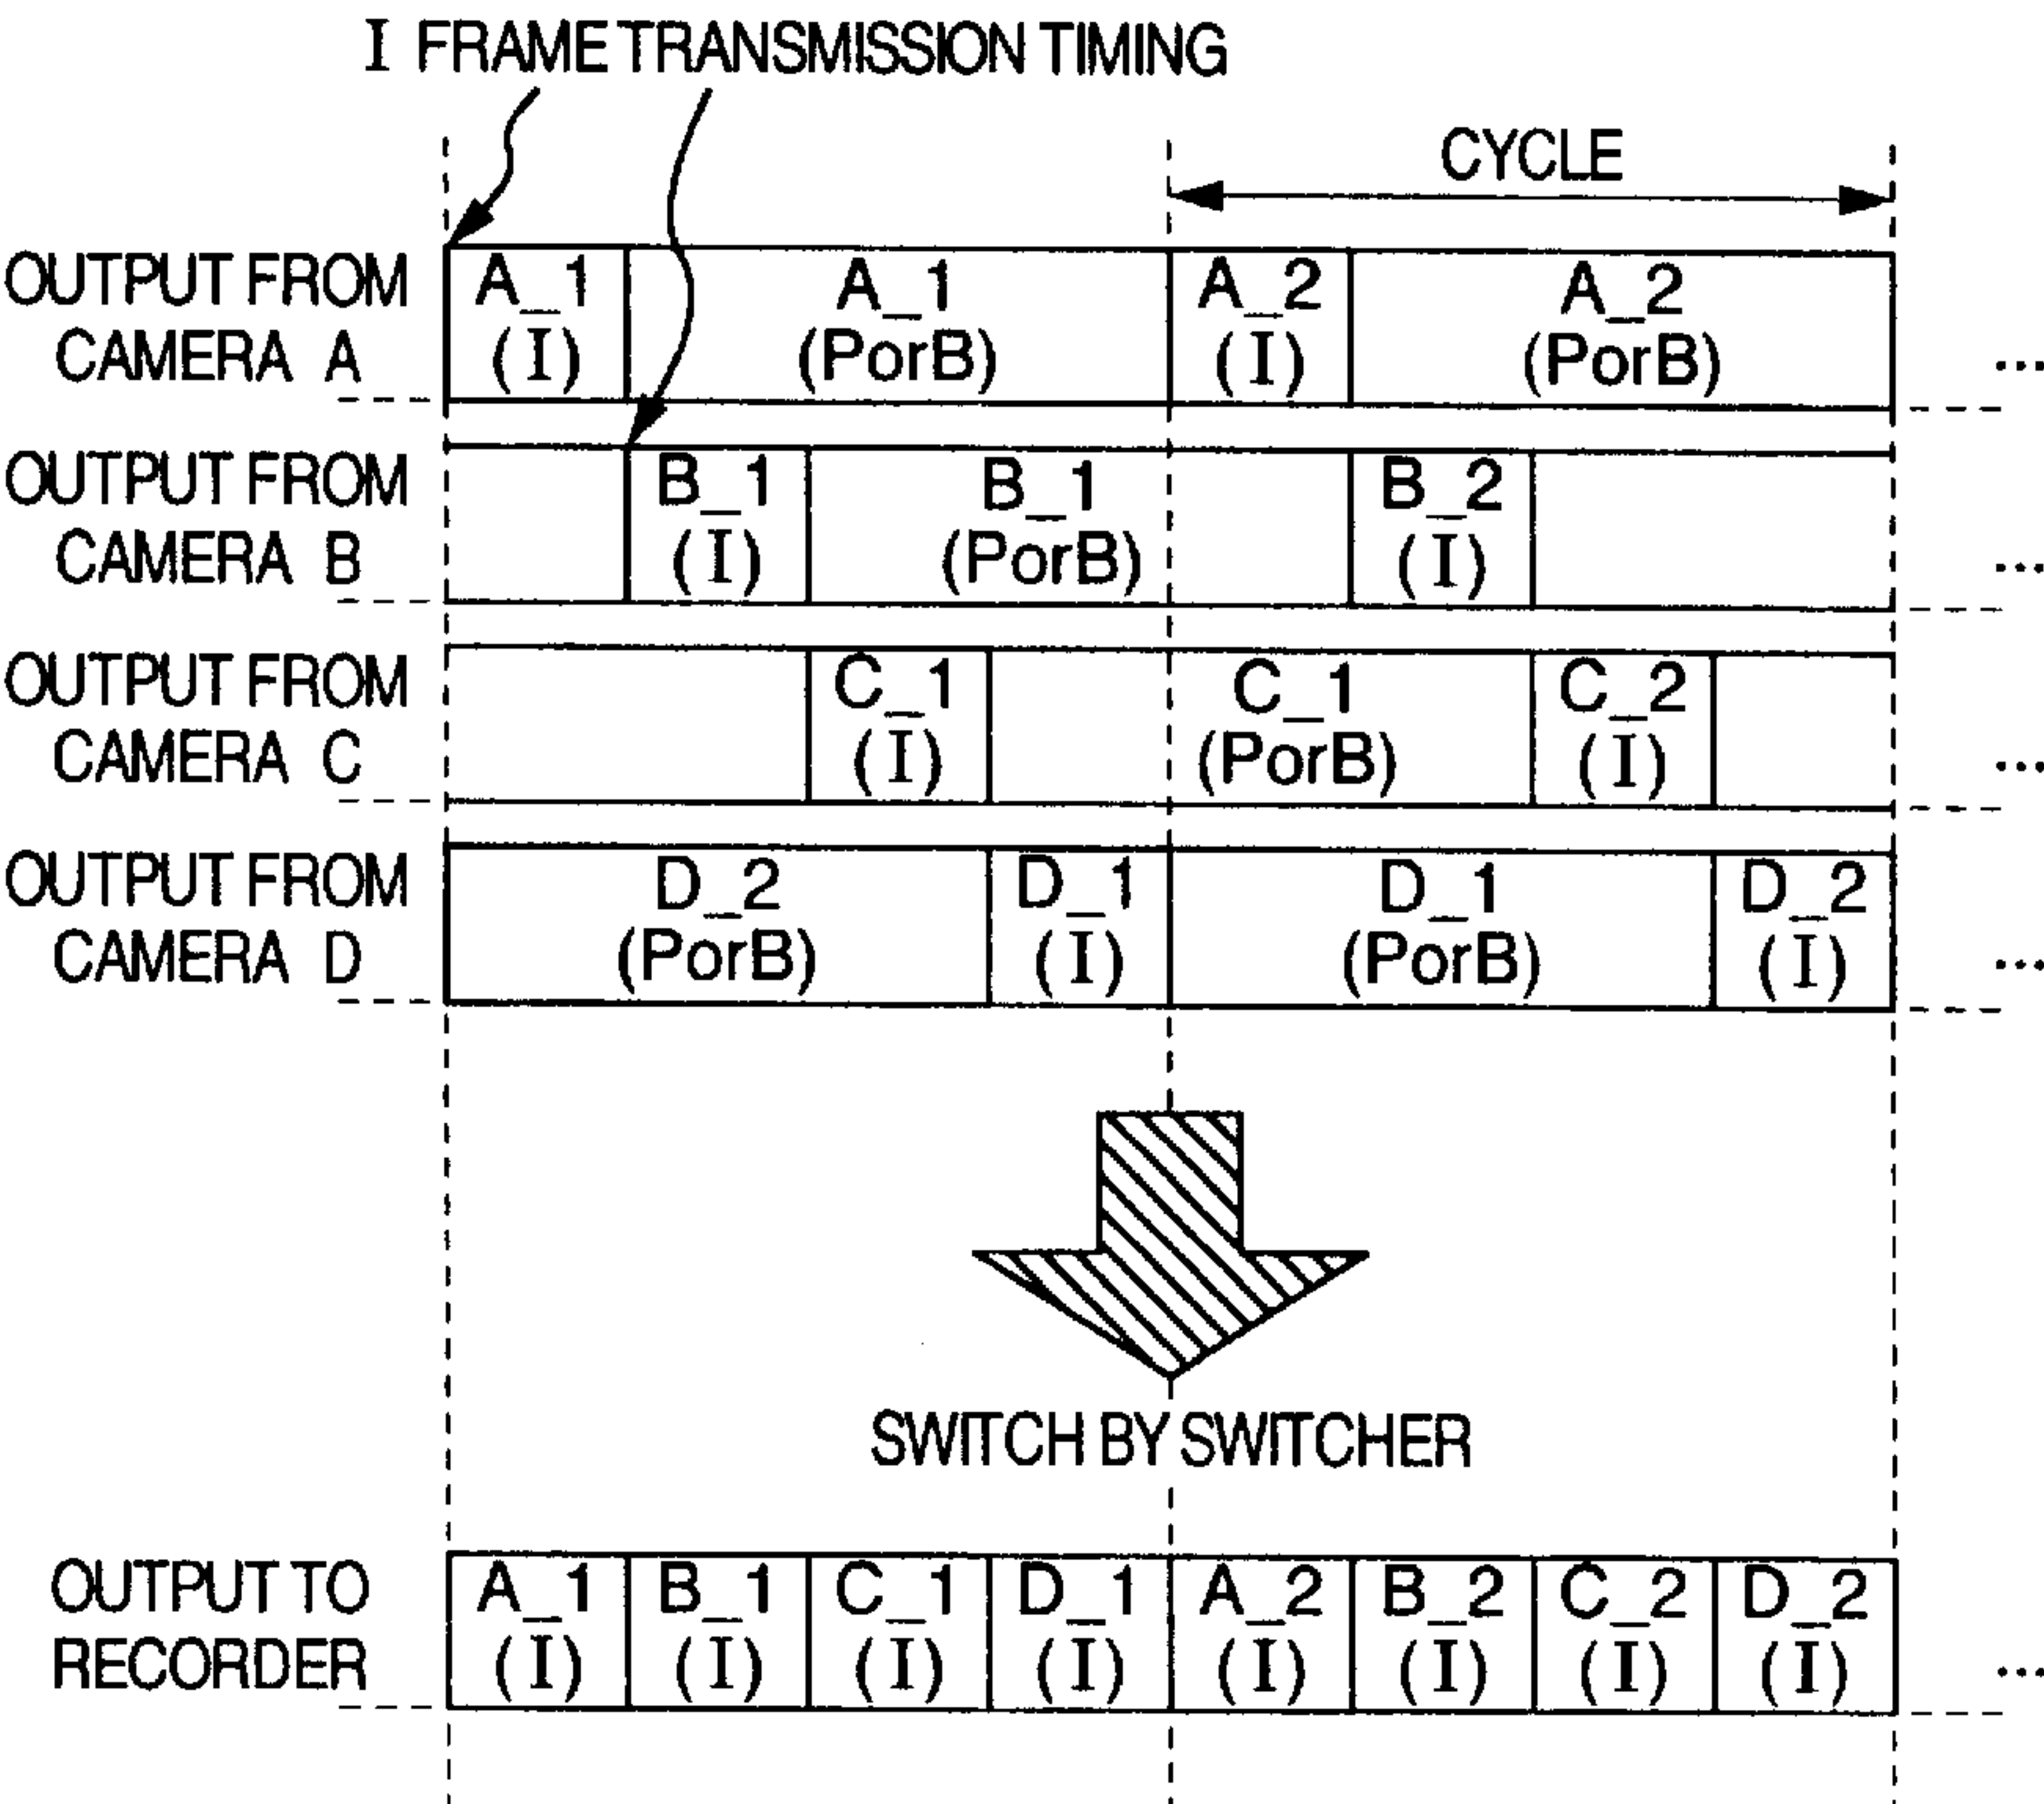 I FRAME TRANSMISSION TIMING
CYCLE
OUTPUT FROM
CAMERA A
A_1
(I)
A_1
(PorB)
A_2
(I)
A_2
(PorB)
...
OUTPUT FROM
CAMERA B
B_1
(I)
B_1
(PorB)
B_2
(I)
...
OUTPUT FROM
CAMERA C
C_1
(I)
C_1
(PorB)
C_2
(I)
...
OUTPUT FROM
CAMERA D
D_2
(PorB)
D_1
(I)
D_1
(PorB)
D_2
(I)
...
SWITCH BY SWITCHER
OUTPUT TO
RECORDER
A_1
(I)
B_1
(I)
C_1
(I)
D_1
(I)
A_2
(I)
B_2
(I)
C_2
(I)
D_2
(I)
...